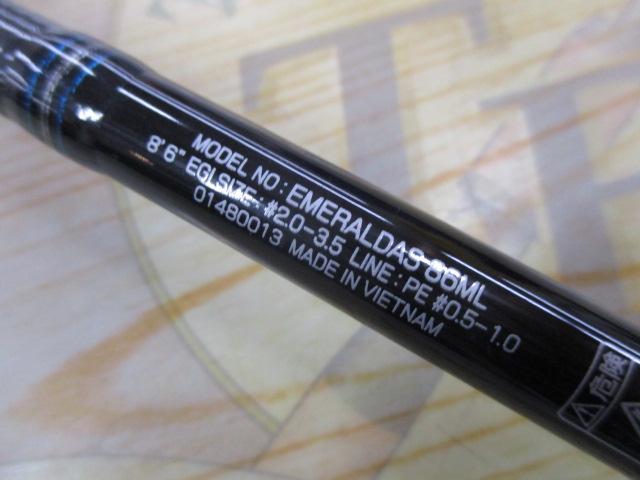 MODEL NO : EMERALDAS 86ML
8'6" EGI.SIZE : #2.0-3.5 LINE : PE #0.5-1.0
01480013 MADE IN VIETNAM
危険